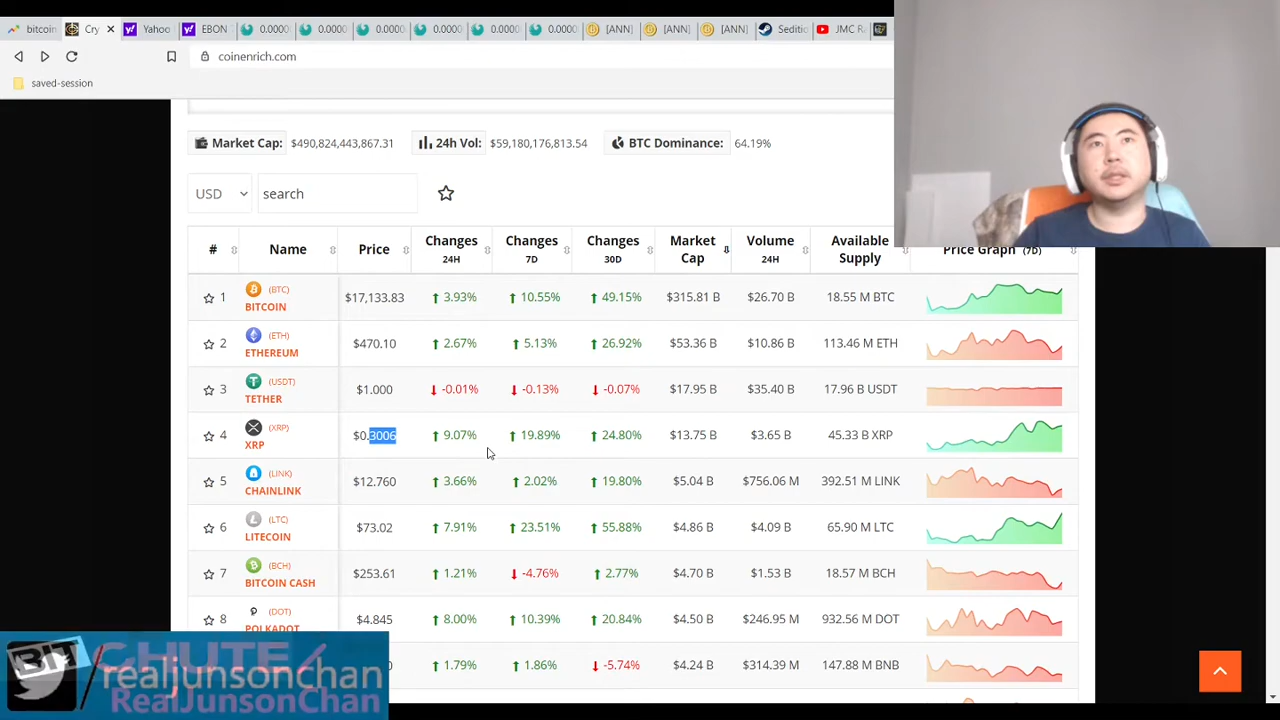 bitcoin
Cry
Yahoo
EBON
0.0000
0.0000
0.0000
0.0000
0.0000
0.0000
[ANN]
[ANN]
[ANN]
Seditic
JMC R
coinenrich.com
saved-session
Market Cap: $490,824,443,867.31
24h Vol: $59,180,176,813.54
BTC Dominance: 64.19%
USD
search
# Name Price Changes 24H Changes 7D Changes 30D Market Cap Volume 24H Available Supply Price Graph (7D)
1 (BTC) BITCOIN $17,133.83 3.93% 10.55% 49.15% $315.81 B $26.70 B 18.55 M BTC
2 (ETH) ETHEREUM $470.10 2.67% 5.13% 26.92% $53.36 B $10.86 B 113.46 M ETH
3 (USDT) TETHER $1.000 -0.01% -0.13% -0.07% $17.95 B $35.40 B 17.96 B USDT
4 (XRP) XRP $0.3006 9.07% 19.89% 24.80% $13.75 B $3.65 B 45.33 B XRP
5 (LINK) CHAINLINK $12.760 3.66% 2.02% 19.80% $5.04 B $756.06 M 392.51 M LINK
6 (LTC) LITECOIN $73.02 7.91% 23.51% 55.88% $4.86 B $4.09 B 65.90 M LTC
7 (BCH) BITCOIN CASH $253.61 1.21% -4.76% 2.77% $4.70 B $1.53 B 18.57 M BCH
8 (DOT) POLKADOT $4.845 8.00% 10.39% 20.84% $4.50 B $246.95 M 932.56 M DOT
1.79% 1.86% -5.74% $4.24 B $314.39 M 147.88 M BNB
BIT CHUTE/
/realjunsonchan
RealJunsonChan